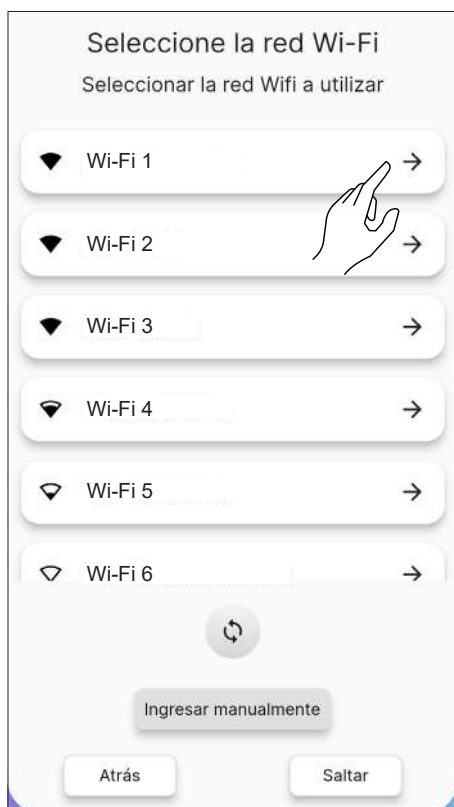 Seleccione la red Wi-Fi
Seleccionar la red Wifi a utilizar
Wi-Fi 1
Wi-Fi 2
Wi-Fi 3
Wi-Fi 4
Wi-Fi 5
Wi-Fi 6
Ingresar manualmente
Atrás
Saltar